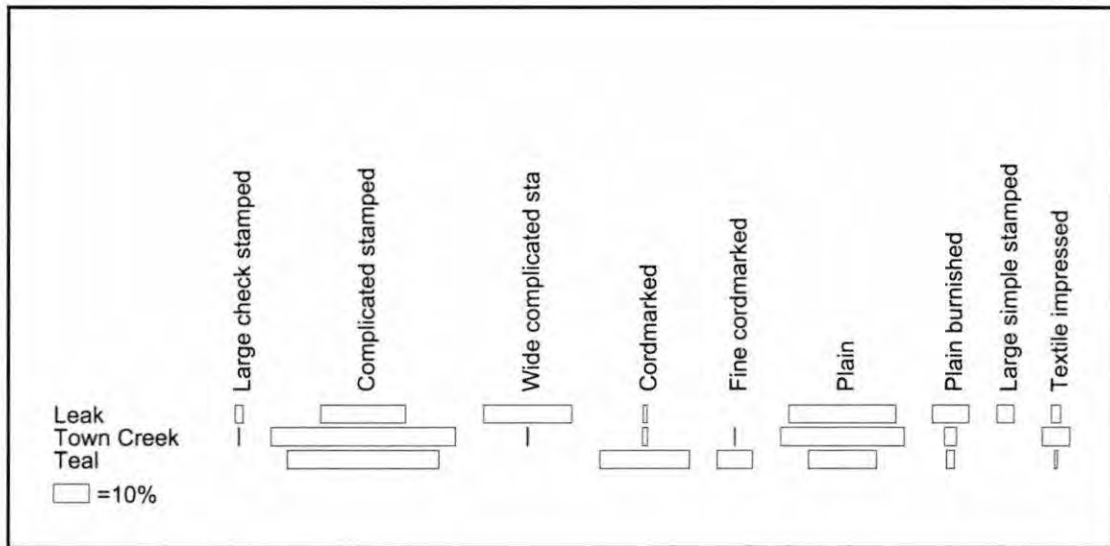 Large check stamped
Complicated stamped
Wide complicated sta
Cordmarked
Fine cordmarked
Plain
Plain burnished
Large simple stamped
Textile impressed
Leak
Town Creek
Teal
=10%